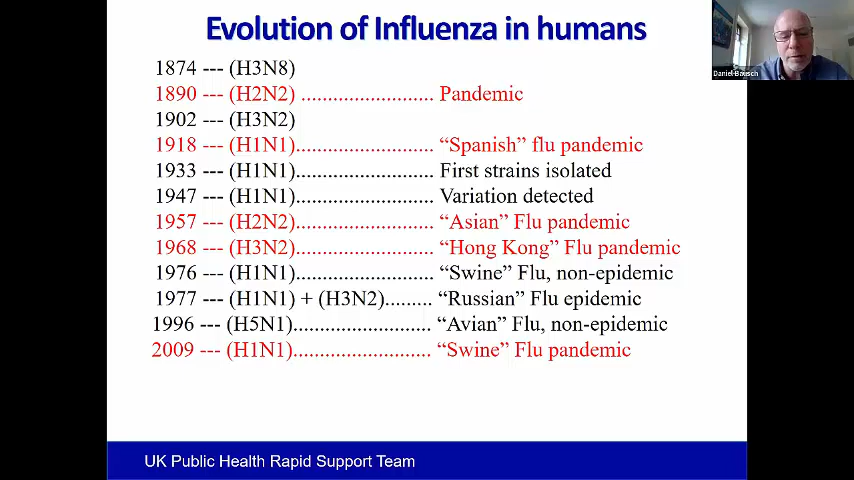 Evolution of Influenza in humans
Daniel Bausch
1874 --- (H3N8)
1890 --- (H2N2) ........................... Pandemic
1902 --- (H3N2)
1918 --- (H1N1)............................ “Spanish” flu pandemic
1933 --- (H1N1)............................ First strains isolated
1947 --- (H1N1)............................ Variation detected
1957 --- (H2N2)............................ “Asian” Flu pandemic
1968 --- (H3N2)............................ “Hong Kong” Flu pandemic
1976 --- (H1N1)............................ “Swine” Flu, non-epidemic
1977 --- (H1N1) + (H3N2)......... “Russian” Flu epidemic
1996 --- (H5N1)............................ “Avian” Flu, non-epidemic
2009 --- (H1N1)............................ “Swine” Flu pandemic
UK Public Health Rapid Support Team